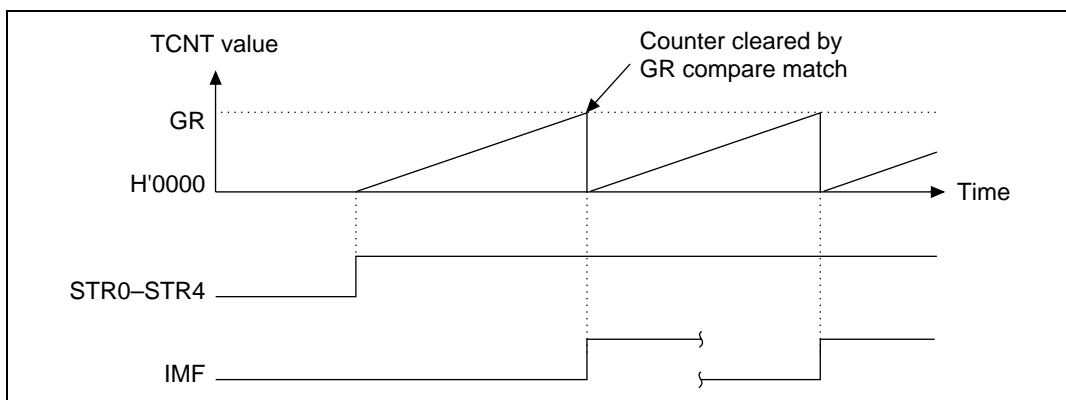 TCNT value
Counter cleared by
GR compare match
GR
H'0000
Time
STR0–STR4
IMF